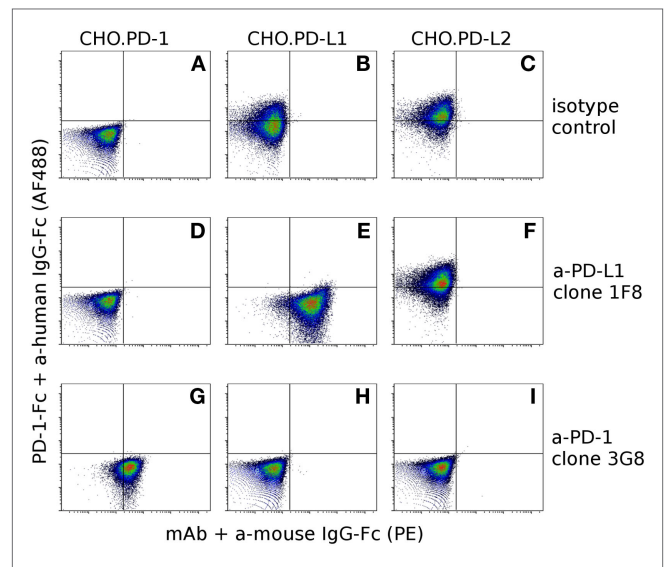 CHO.PD-1 CHO.PD-L1 CHO.PD-L2
A B C
isotype
control
D E F
a-PD-L1
clone 1F8
G H I
a-PD-1
clone 3G8
PD-1-Fc + a-human IgG-Fc (AF488)
mAb + a-mouse IgG-Fc (PE)